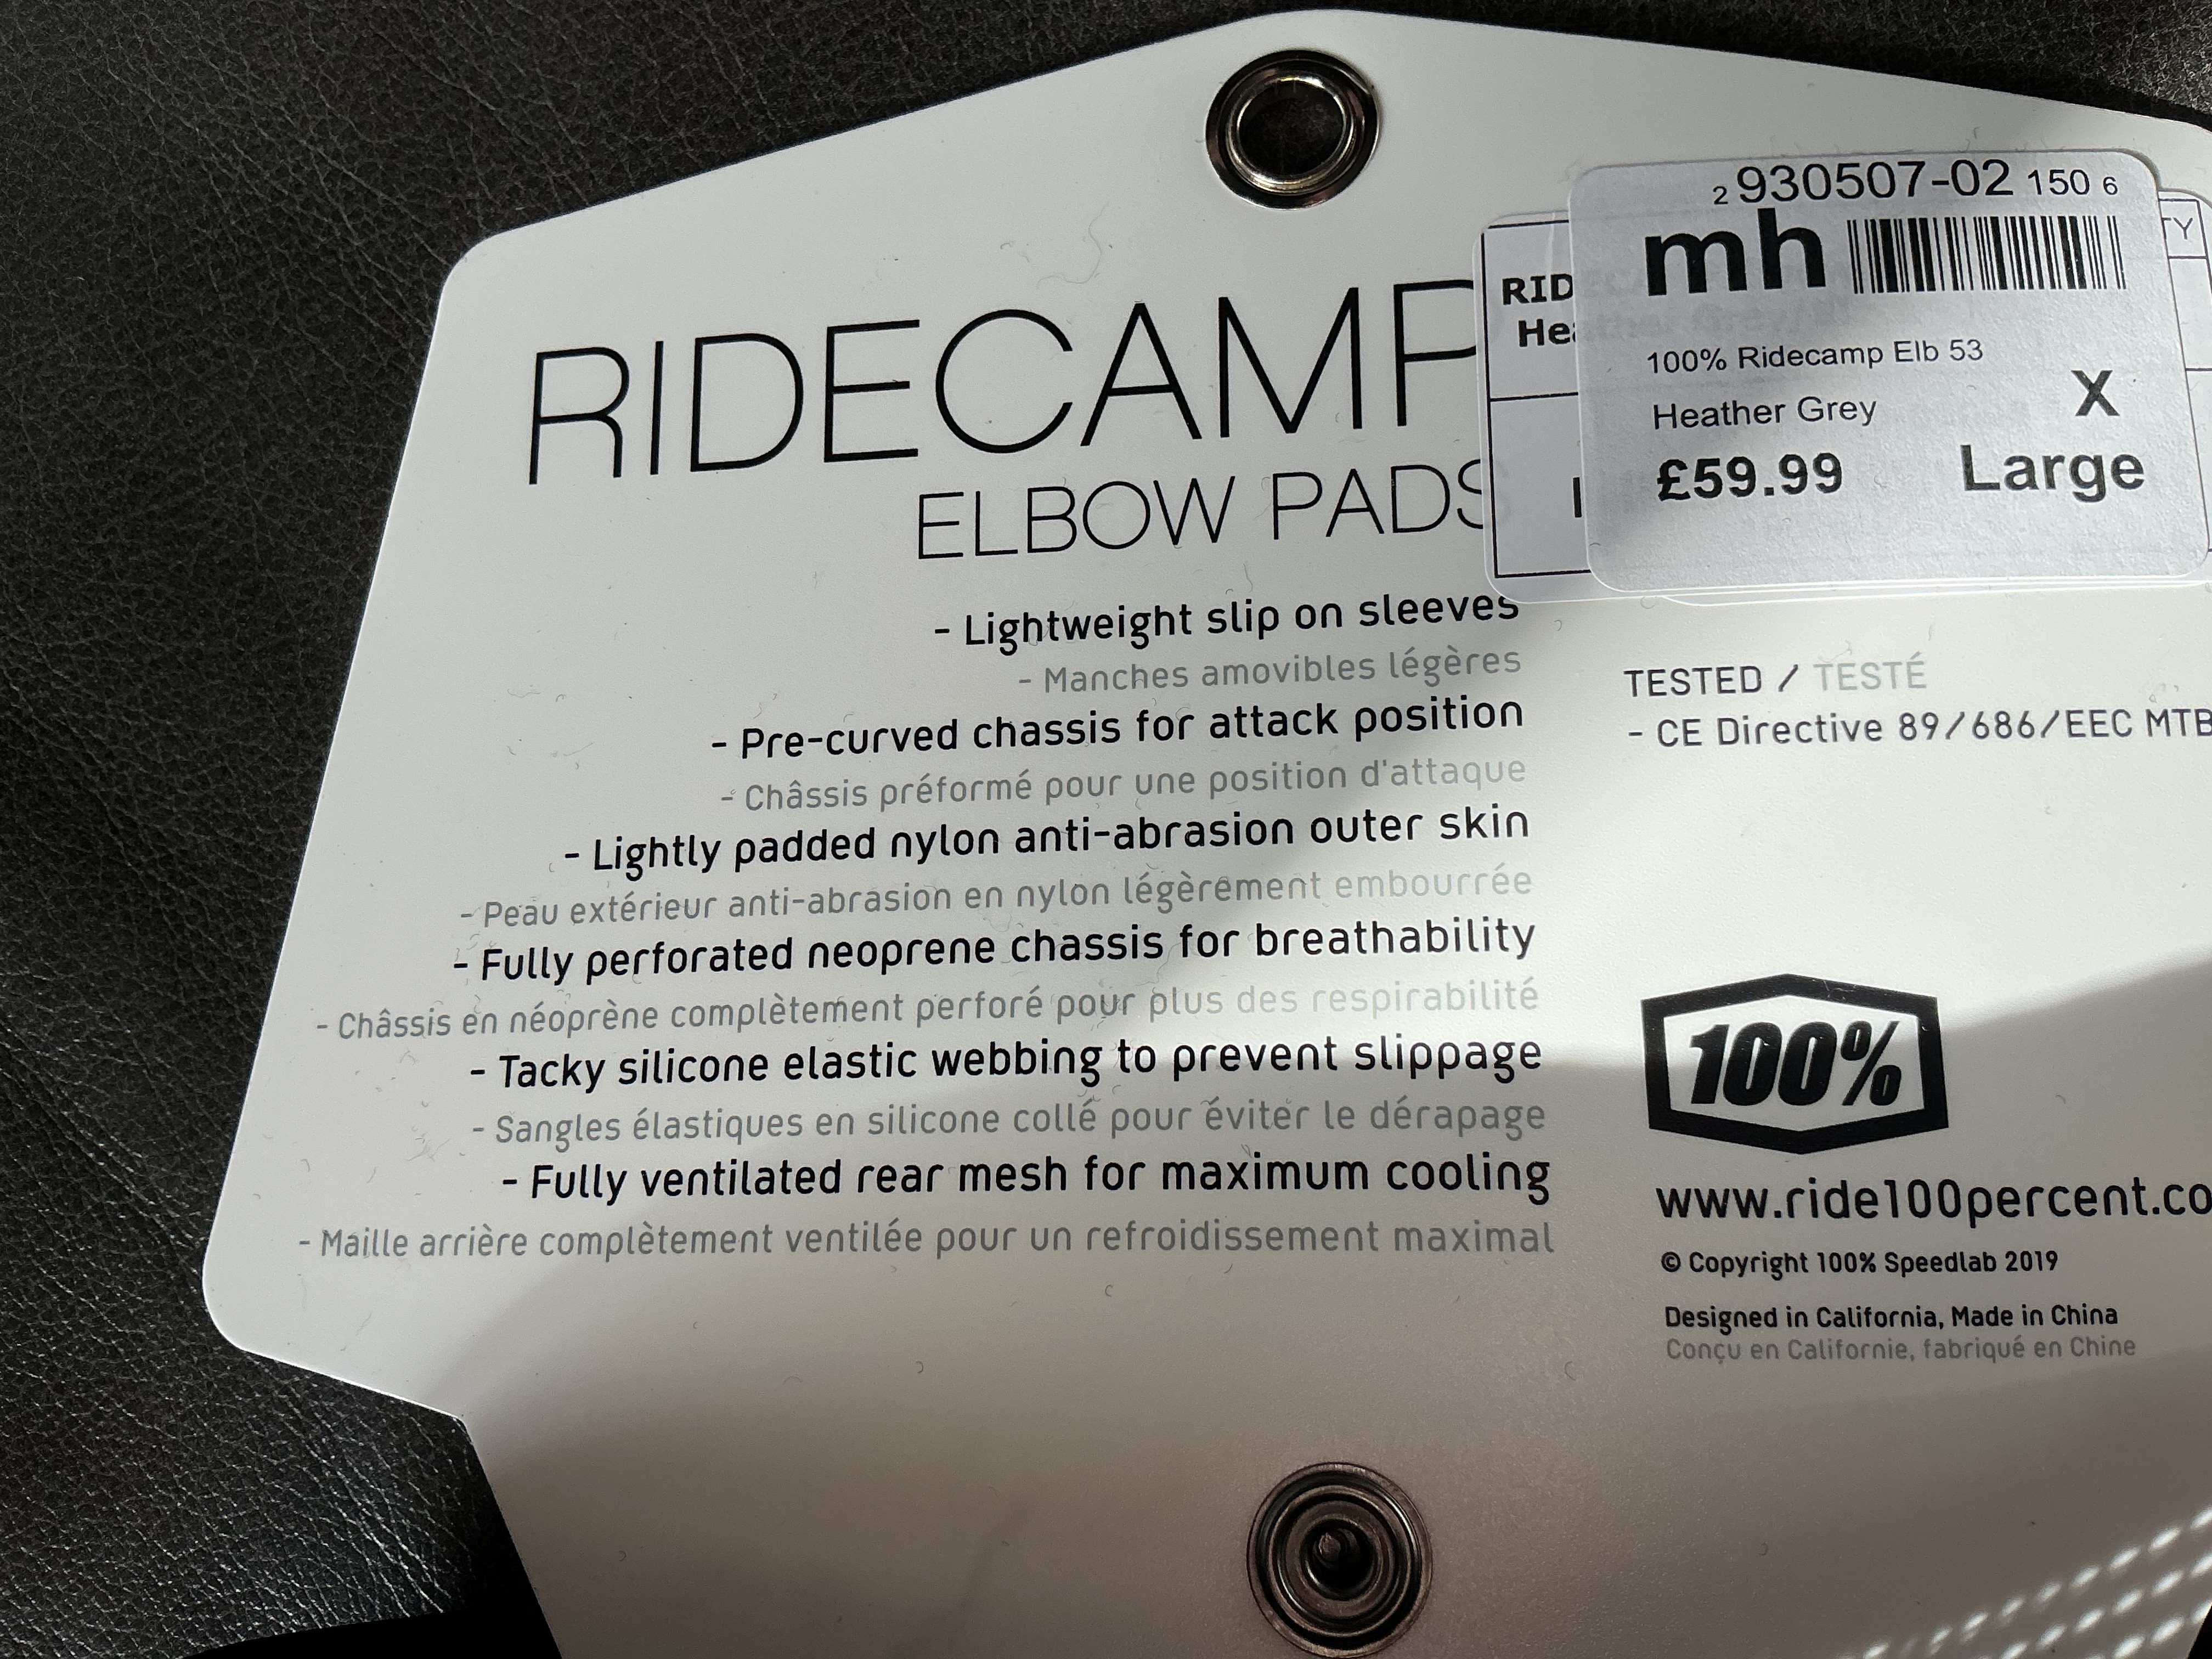 2 930507-02 150 6
mh
100% Ridecamp Elb 53
Heather Grey
X
£59.99 Large
RIDECAMP
ELBOW PADS
- Lightweight slip on sleeves
- Manches amovibles légères
- Pre-curved chassis for attack position
- Châssis préformé pour une position d'attaque
- Lightly padded nylon anti-abrasion outer skin
- Peau extérieur anti-abrasion en nylon légèrement embourrée
- Fully perforated neoprene chassis for breathability
- Châssis en néoprène complètement perforé pour plus des respirabilité
- Tacky silicone elastic webbing to prevent slippage
- Sangles élastiques en silicone collé pour éviter le dérapage
- Fully ventilated rear mesh for maximum cooling
- Maille arrière complètement ventilée pour un refroidissement maximal
TESTED / TESTÉ
- CE Directive 89/686/EEC MTB
100%
www.ride100percent.co
© Copyright 100% Speedlab 2019
Designed in California, Made in China
Conçu en Californie, fabriqué en Chine